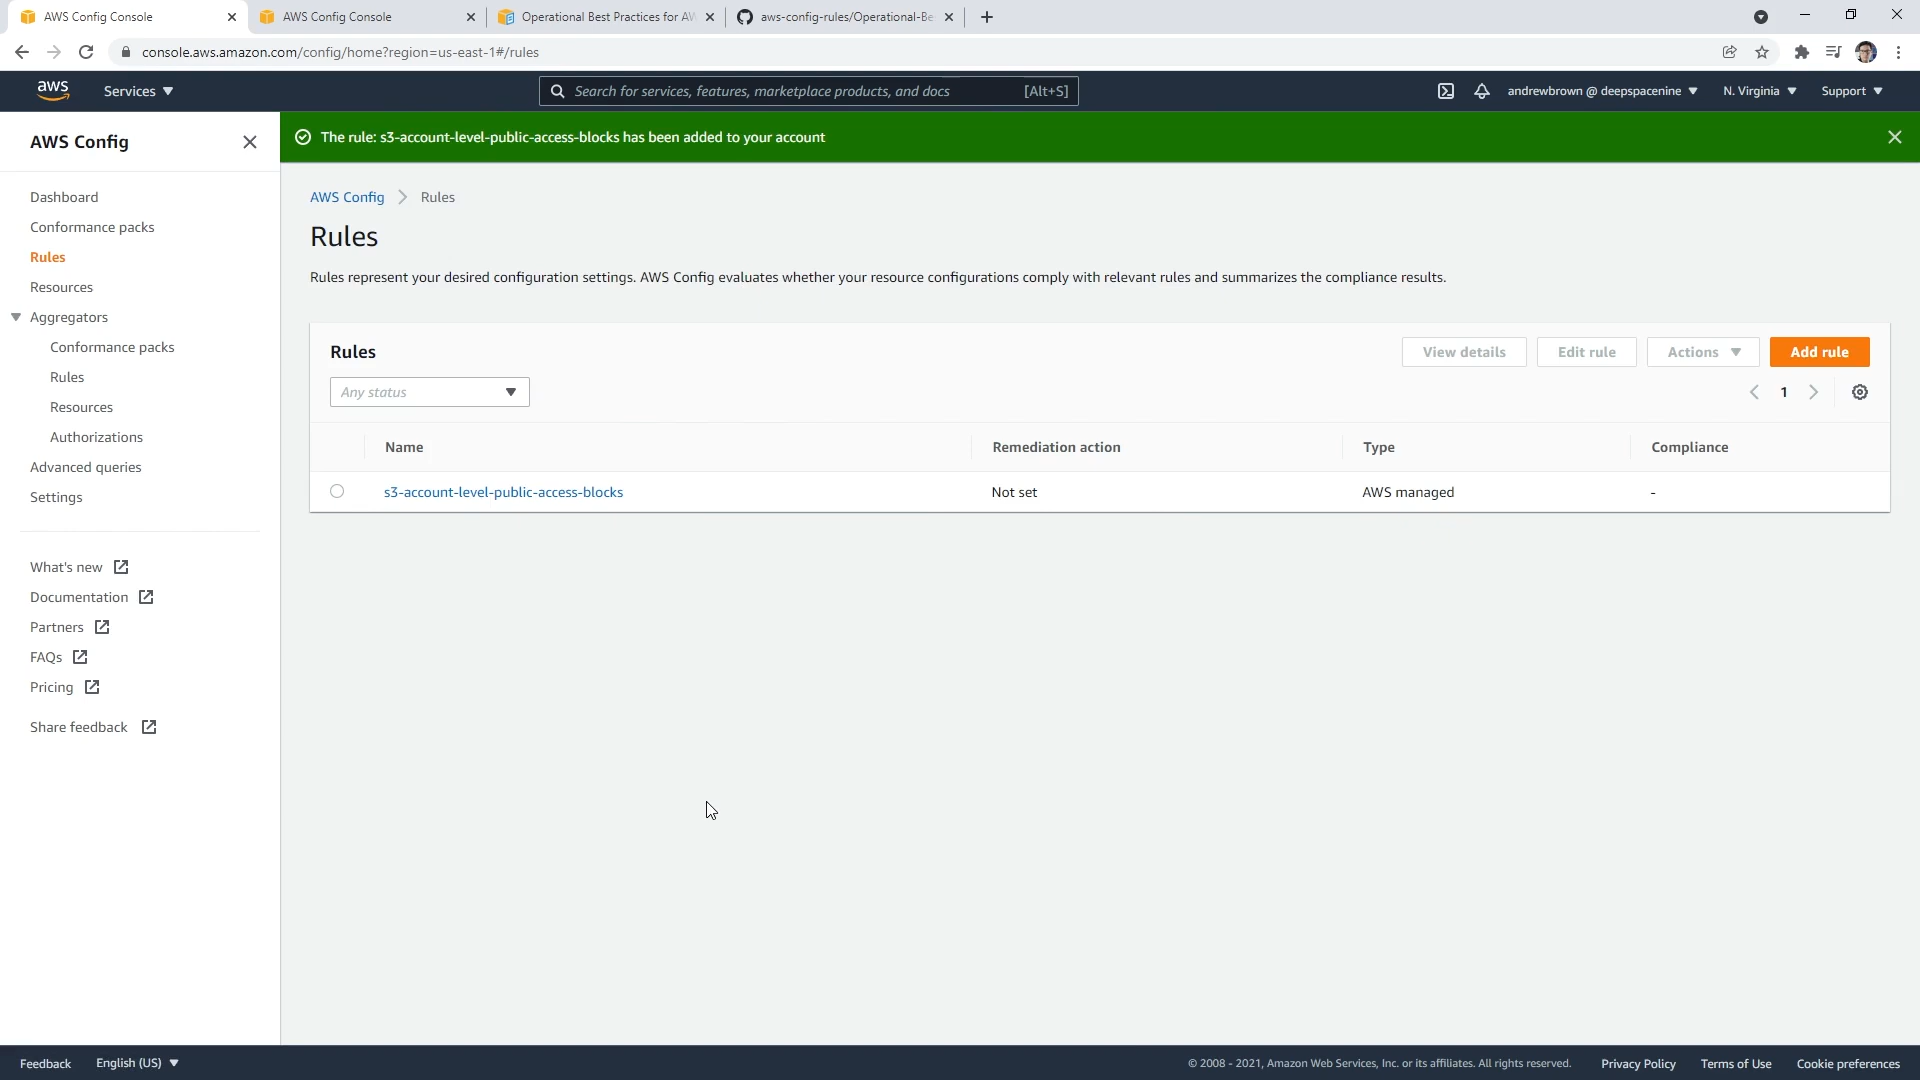 AWS Config Console
AWS Config Console
Operational Best Practices for AW
aws-config-rules/Operational-Be
console.aws.amazon.com/config/home?region=us-east-1#/rules
aws
Services
Search for services, features, marketplace products, and docs
[Alt+S]
andrewbrown @ deepspacenine
N. Virginia
Support
AWS Config
The rule: s3-account-level-public-access-blocks has been added to your account
Dashboard
Conformance packs
Rules
Resources
Aggregators
Conformance packs
Rules
Resources
Authorizations
Advanced queries
Settings
What's new
Documentation
Partners
FAQs
Pricing
Share feedback
AWS Config
Rules
Rules
Rules represent your desired configuration settings. AWS Config evaluates whether your resource configurations comply with relevant rules and summarizes the compliance results.
Rules
View details
Edit rule
Actions
Add rule
Any status
1
Name
Remediation action
Type
Compliance
s3-account-level-public-access-blocks
Not set
AWS managed
-
Feedback
English (US)
© 2008 - 2021, Amazon Web Services, Inc. or its affiliates. All rights reserved.
Privacy Policy
Terms of Use
Cookie preferences